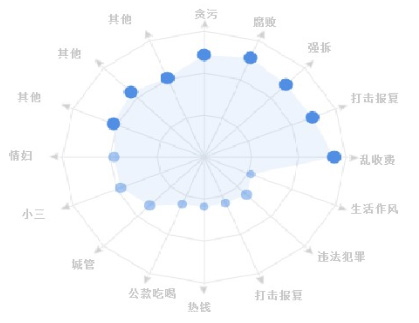 贪污
其他
腐败
其他
强拆
其他
打击报复
情妇
乱收费
小三
生活作风
城管
违法犯罪
公款吃喝
打击报复
热钱